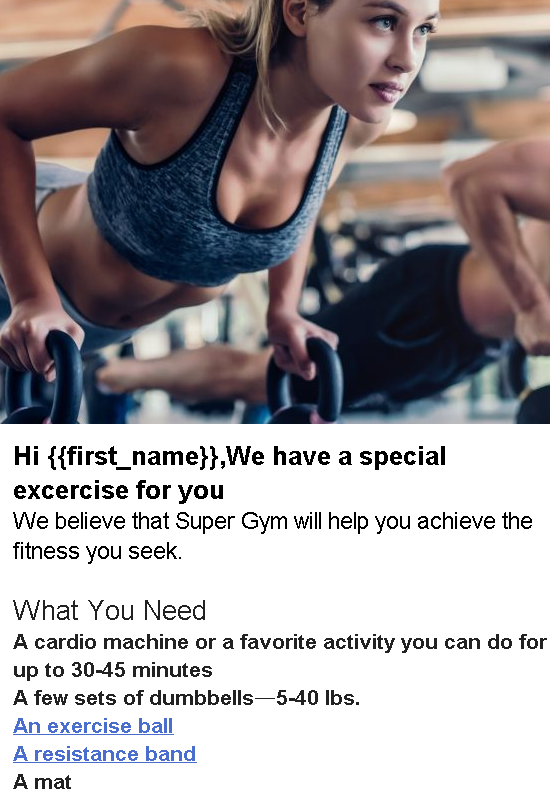 Hi {{first_name}},We have a special
excercise for you
We believe that Super Gym will help you achieve the
fitness you seek.
What You Need
A cardio machine or a favorite activity you can do for
up to 30-45 minutes
A few sets of dumbbells—5-40 lbs.
An exercise ball
A resistance band
A mat